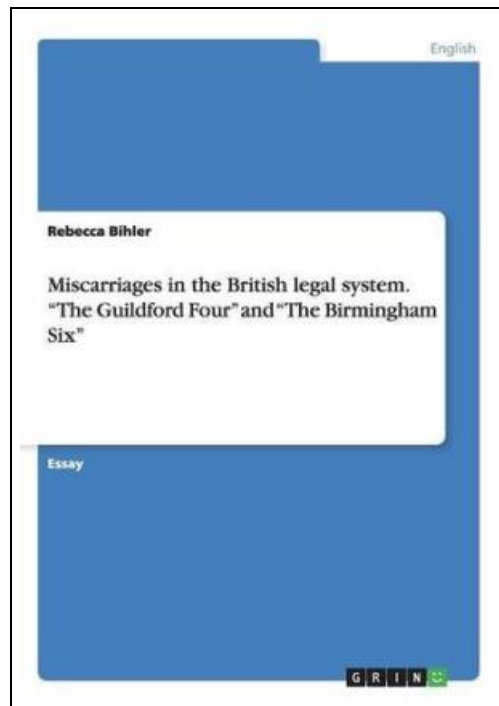 English
Rebecca Bihler
Miscarriages in the British legal system.
“The Guildford Four” and “The Birmingham
Six”
Essay
GRIN